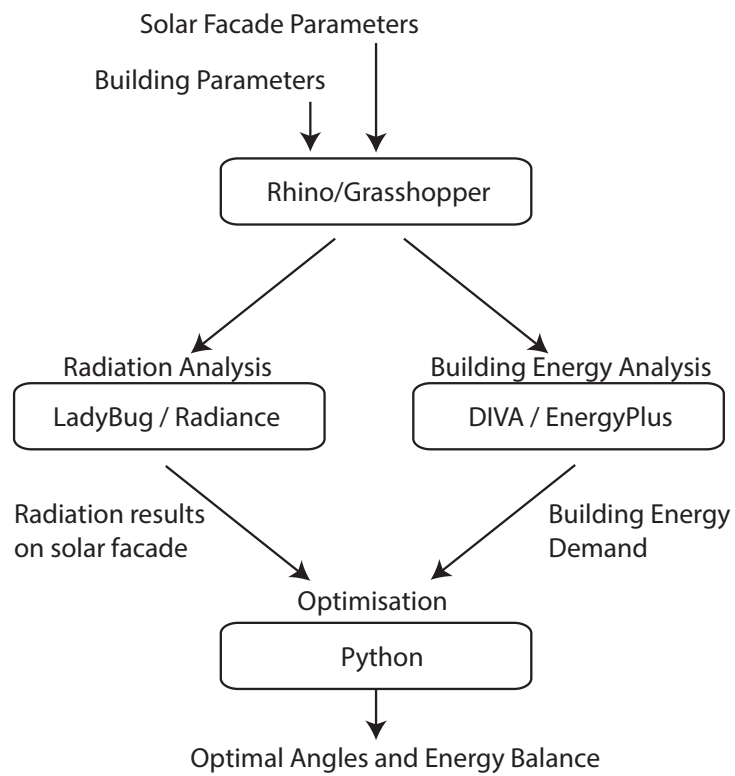 Solar Facade Parameters
Building Parameters
Rhino/Grasshopper
Radiation Analysis
LadyBug / Radiance
Building Energy Analysis
DIVA / EnergyPlus
Radiation results
on solar facade
Building Energy
Demand
Optimisation
Python
Optimal Angles and Energy Balance